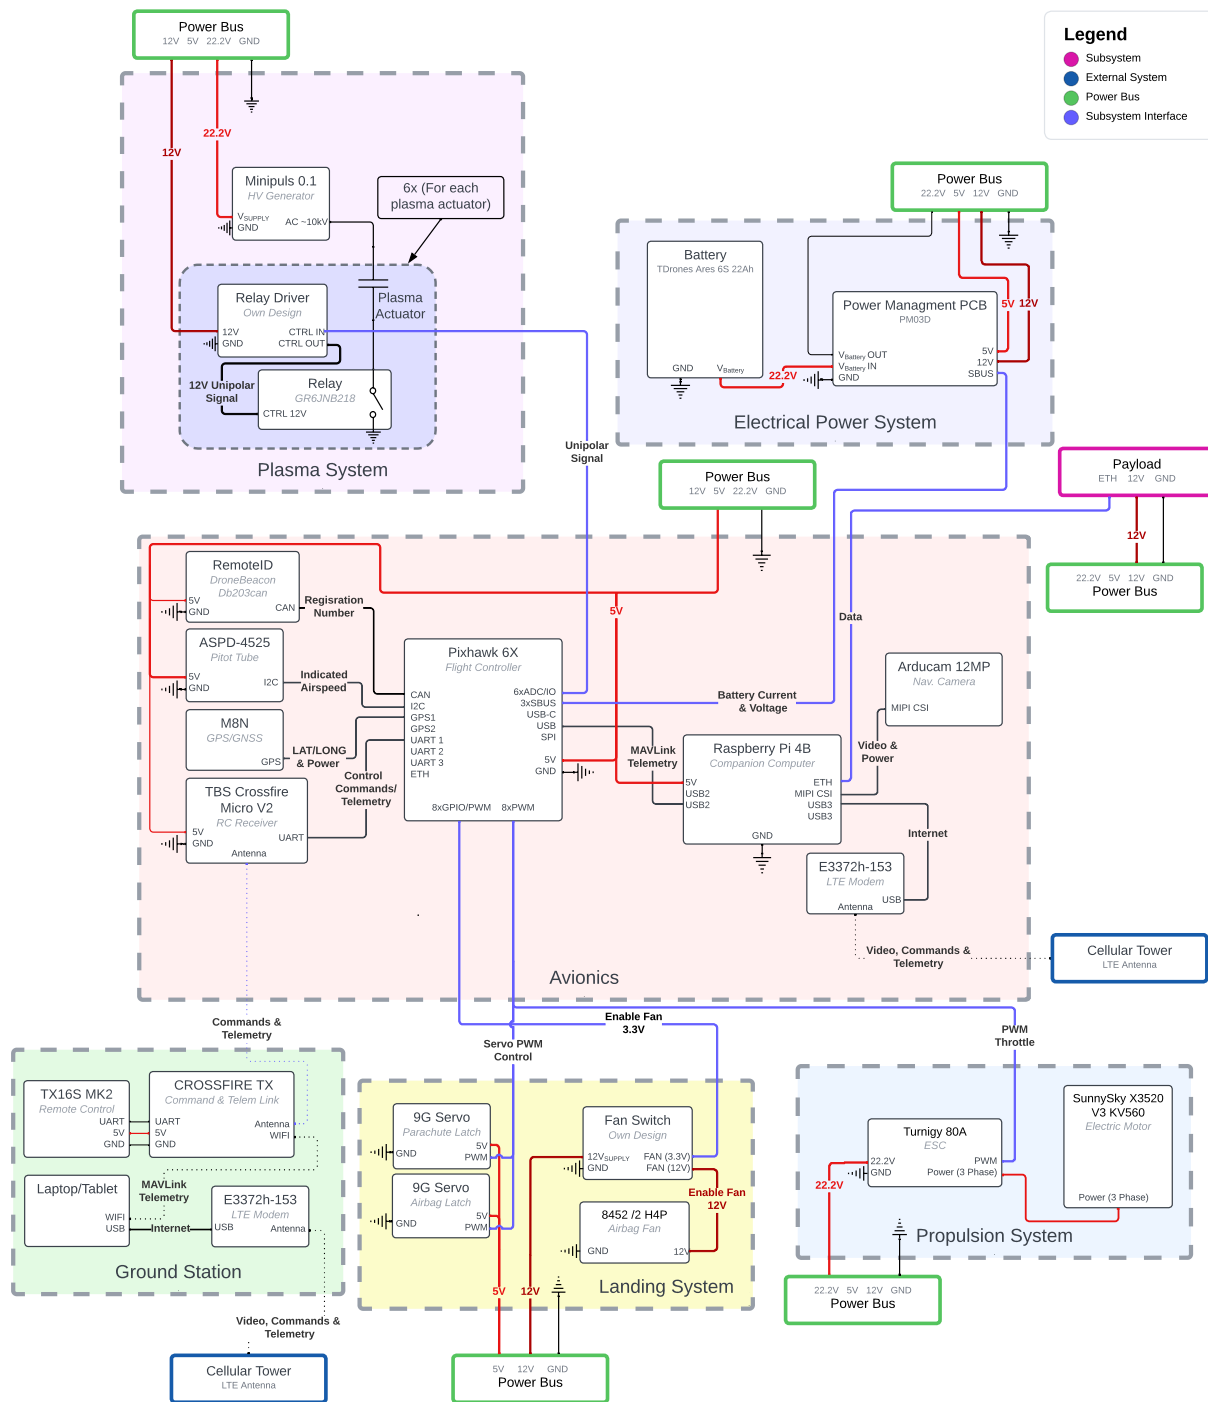 Power Bus
12V 5V 22.2V GND
Legend
Subsystem
External System
Power Bus
Subsystem Interface
22.2V
12V
Minipuls 0.1
HV Generator
VSUPPLY
GND
AC ~10kV
6x (For each
plasma actuator)
Plasma
Actuator
Relay Driver
Own Design
12V
GND
CTRL IN
CTRL OUT
12V Unipolar
Signal
Relay
GR6JNB218
CTRL 12V
Plasma System
Unipolar
Signal
Power Bus
22.2V 5V 12V GND
Battery
TDrones Ares 6S 22Ah
GND
VBattery
22.2V
Power Managment PCB
PM03D
VBattery OUT
VBattery IN
GND
5V
12V
SBUS
5V
12V
Electrical Power System
Power Bus
12V 5V 22.2V GND
Payload
ETH 12V GND
12V
22.2V 5V 12V GND
Power Bus
RemoteID
DroneBeacon
Db203can
5V
GND
CAN
Regisration
Number
ASPD-4525
Pitot Tube
5V
GND
I2C
Indicated
Airspeed
M8N
GPS/GNSS
GPS
LAT/LONG
& Power
TBS Crossfire
Micro V2
RC Receiver
5V
GND
UART
Antenna
Control
Commands/
Telemetry
Pixhawk 6X
Flight Controller
CAN
I2C
GPS1
GPS2
UART 1
UART 2
UART 3
ETH
6xADC/IO
3xSBUS
USB-C
USB
SPI
5V
GND
8xGPIO/PWM 8xPWM
5V
Data
Battery Current
& Voltage
MAVLink
Telemetry
Raspberry Pi 4B
Companion Computer
5V
USB2
USB2
ETH
MIPI CSI
USB3
USB3
GND
Arducam 12MP
Nav. Camera
MIPI CSI
Video &
Power
Internet
E3372h-153
LTE Modem
USB
Antenna
Video, Commands &
Telemetry
Cellular Tower
LTE Antenna
Avionics
Commands &
Telemetry
Enable Fan
3.3V
Servo PWM
Control
PWM
Throttle
TX16S MK2
Remote Control
UART
5V
GND
CROSSFIRE TX
Command & Telem Link
UART
5V
GND
Antenna
WIFI
Laptop/Tablet
WIFI
USB
MAVLink
Telemetry
Internet
E3372h-153
LTE Modem
USB
Antenna
Ground Station
Video, Commands &
Telemetry
Cellular Tower
LTE Antenna
9G Servo
Parachute Latch
GND
5V
PWM
9G Servo
Airbag Latch
GND
5V
PWM
Fan Switch
Own Design
12VSUPPLY
GND
FAN (3.3V)
FAN (12V)
Enable Fan
12V
8452 /2 H4P
Airbag Fan
GND
12V
5V
12V
Landing System
5V 12V GND
Power Bus
Turnigy 80A
ESC
22.2V
GND
PWM
Power (3 Phase)
SunnySky X3520
V3 KV560
Electric Motor
Power (3 Phase)
22.2V
Propulsion System
22.2V 5V 12V GND
Power Bus